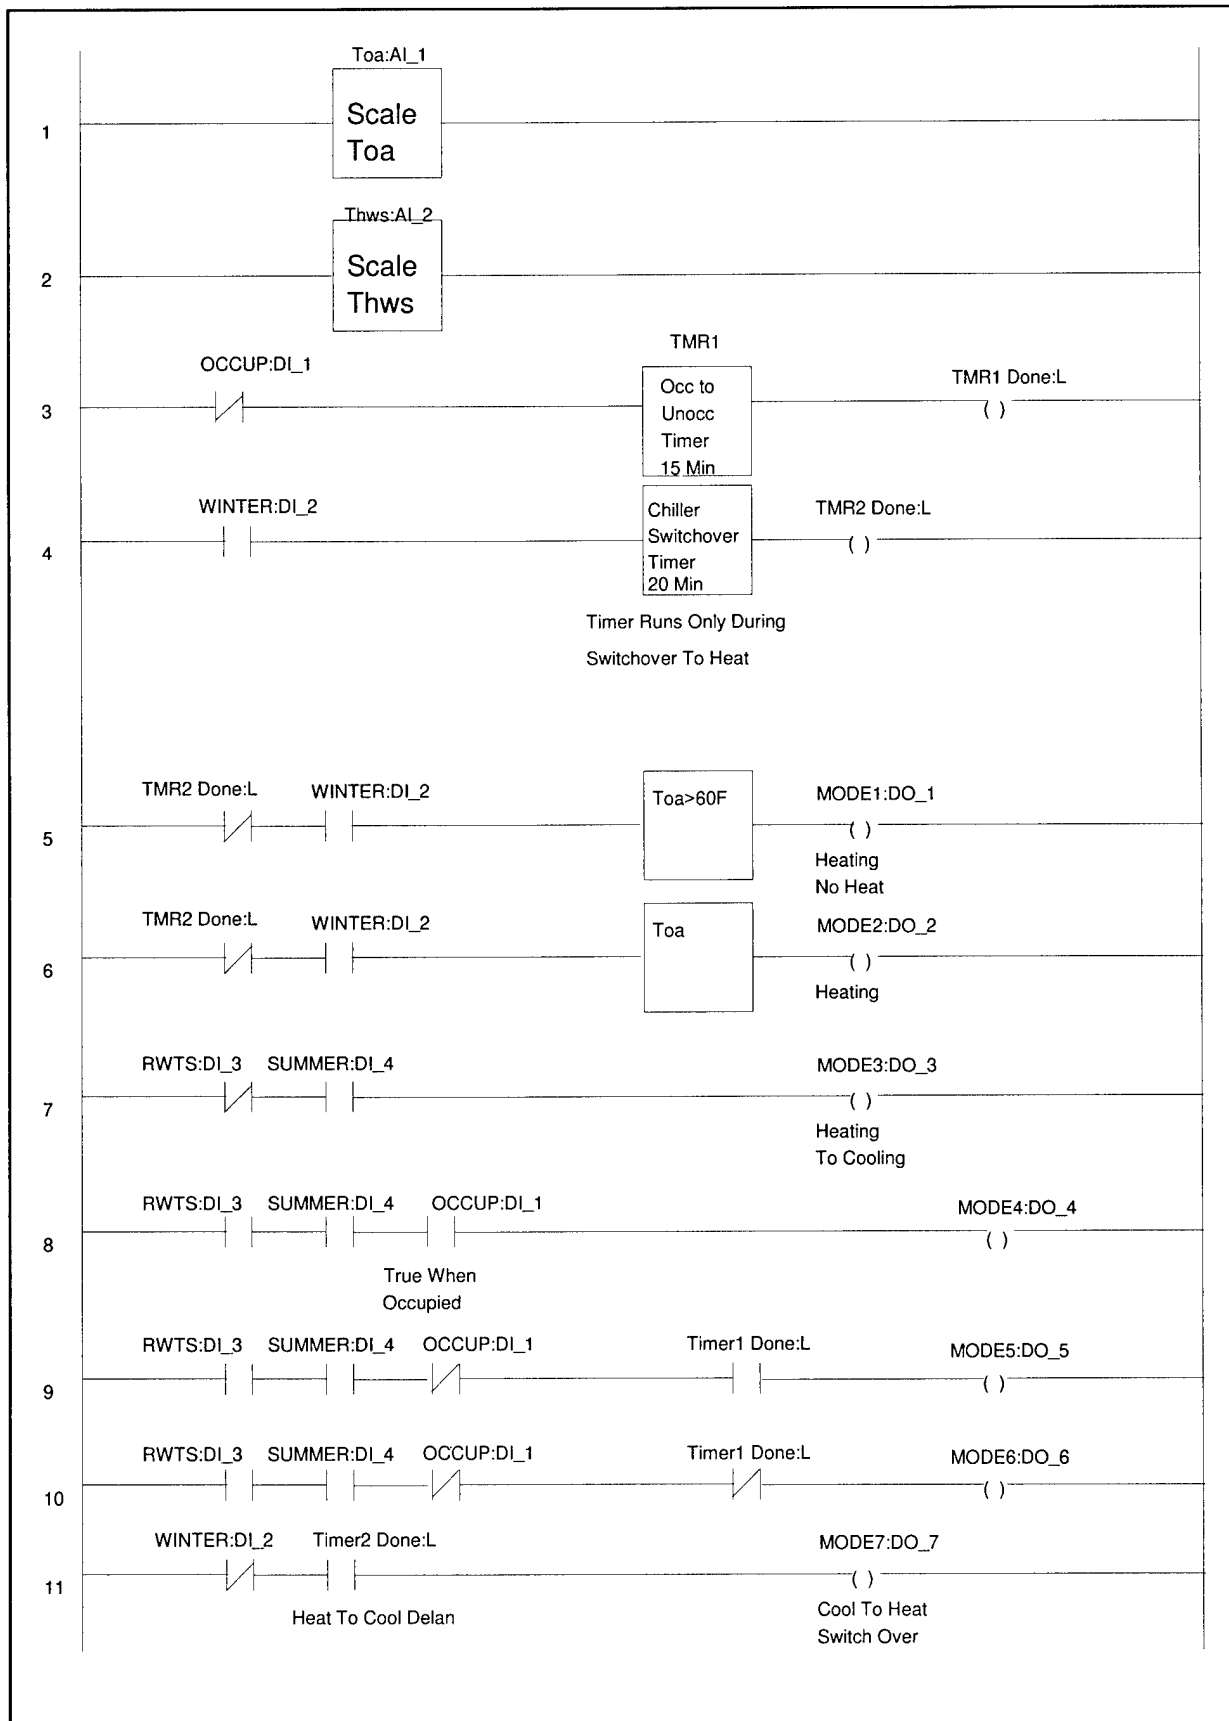 Toa:AI_1
1
Scale
Toa
Thws:AI_2
2
Scale
Thws
TMR1
3
OCCUP:DI_1
Occ to
Unocc
Timer
15 Min
TMR1 Done:L
( )
4
WINTER:DI_2
Chiller
Switchover
Timer
20 Min
TMR2 Done:L
( )
Timer Runs Only During
Switchover To Heat
5
TMR2 Done:L WINTER:DI_2
Toa>60F
MODE1:DO_1
( )
Heating
No Heat
6
TMR2 Done:L WINTER:DI_2
Toa
MODE2:DO_2
( )
Heating
7
RWTS:DI_3 SUMMER:DI_4
MODE3:DO_3
( )
Heating
To Cooling
8
RWTS:DI_3 SUMMER:DI_4 OCCUP:DI_1
MODE4:DO_4
( )
True When
Occupied
9
RWTS:DI_3 SUMMER:DI_4 OCCUP:DI_1 Timer1 Done:L MODE5:DO_5
( )
10
RWTS:DI_3 SUMMER:DI_4 OCCUP:DI_1 Timer1 Done:L MODE6:DO_6
( )
11
WINTER:DI_2 Timer2 Done:L
MODE7:DO_7
( )
Heat To Cool Delan
Cool To Heat
Switch Over